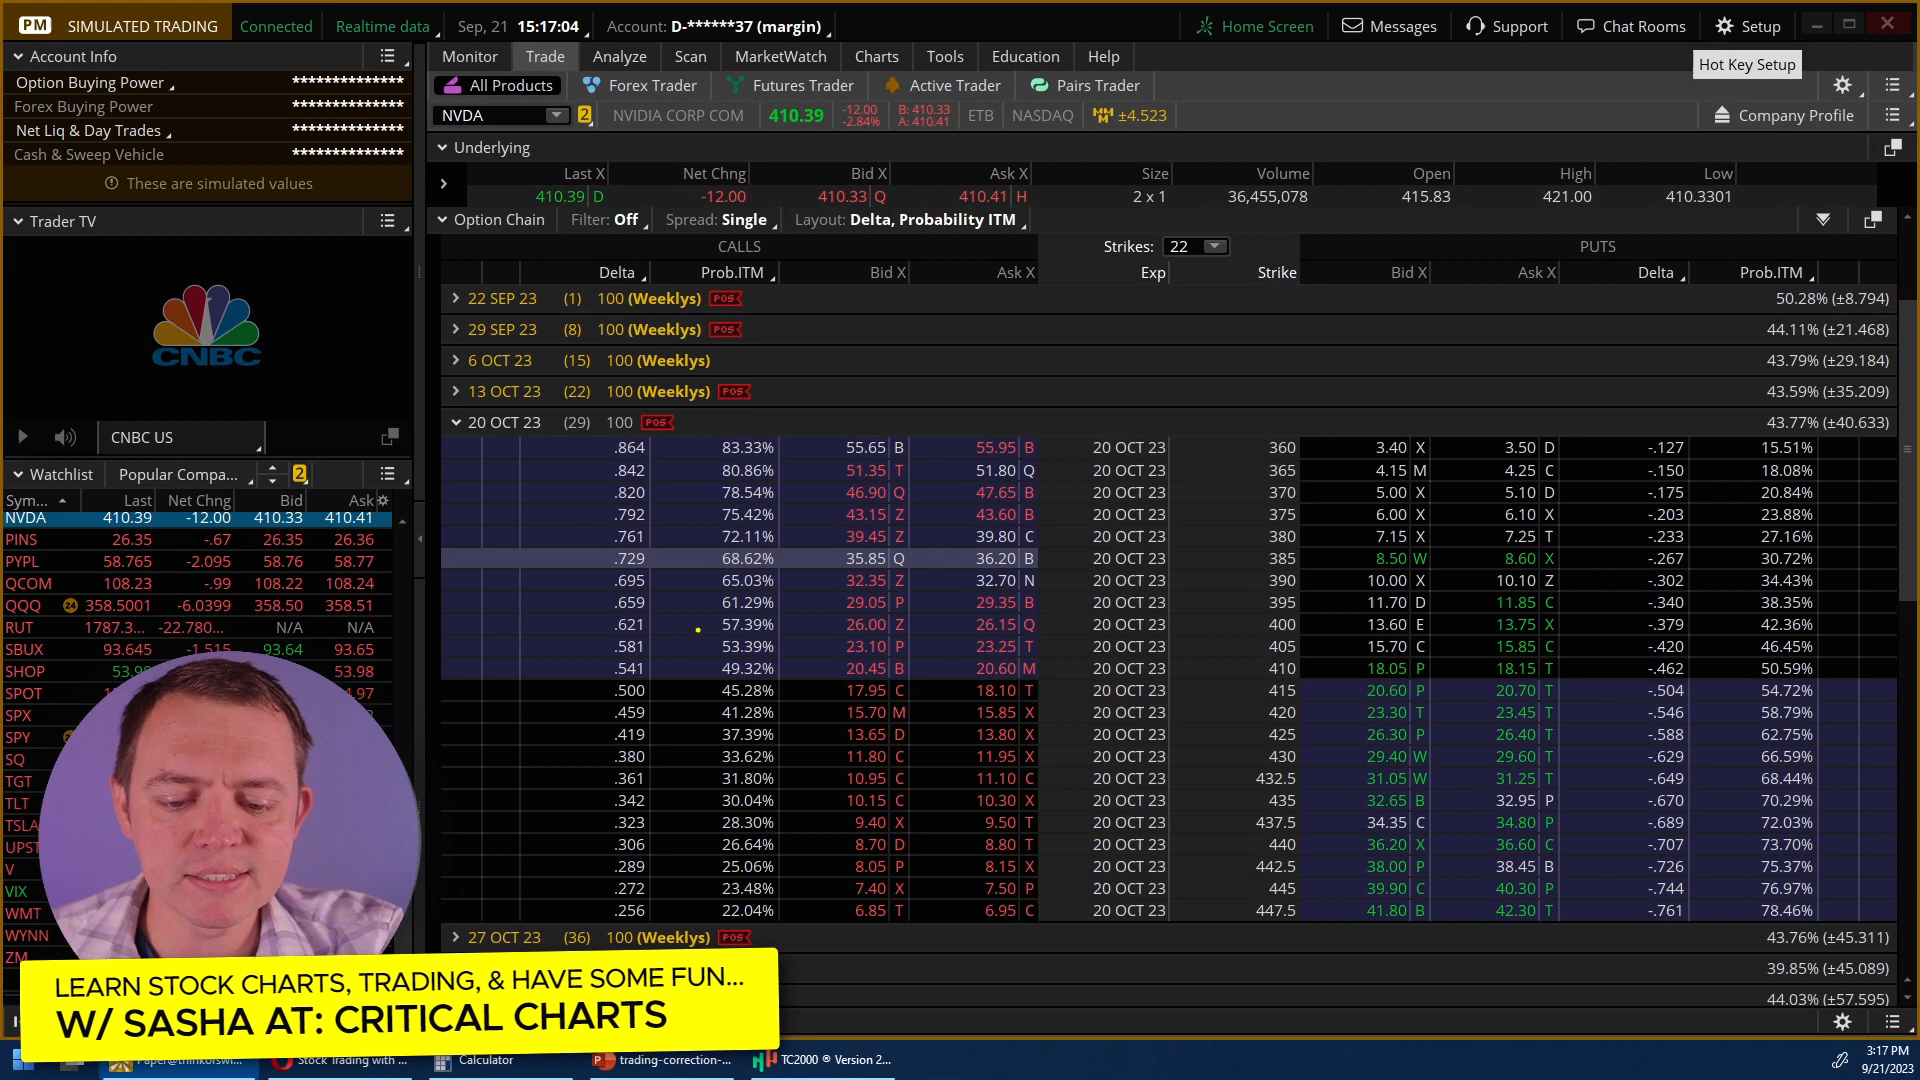 PM SIMULATED TRADING Connected Realtime data Sep, 21 15:17:04 Account: D-******37 (margin) Home Screen Messages Support Chat Rooms Setup
Account Info
Option Buying Power **************
Forex Buying Power **************
Net Liq & Day Trades **************
Cash & Sweep Vehicle **************
These are simulated values
Trader TV
CNBC
CNBC US
Watchlist Popular Compa... 2
Sym... Last Net Chng Bid Ask
NVDA 410.39 -12.00 410.33 410.41
PINS 26.35 -.67 26.35 26.36
PYPL 58.765 -2.095 58.76 58.77
QCOM 108.23 -.99 108.22 108.24
QQQ 24 358.5001 -6.0399 358.50 358.51
RUT 1787.3... -22.780... N/A N/A
SBUX 93.645 -1.515 93.64 93.65
SHOP 53.98
SPOT
SPX
SPY
SQ
TGT
TLT
TSLA
UPST
V
VIX
WMT
WYNN
ZM
Monitor Trade Analyze Scan MarketWatch Charts Tools Education Help
Hot Key Setup
All Products Forex Trader Futures Trader Active Trader Pairs Trader
NVDA 2 NVIDIA CORP COM 410.39 -12.00 -2.84% B: 410.33 A: 410.41 ETB NASDAQ MM ±4.523 Company Profile
Underlying
Last X Net Chng Bid X Ask X Size Volume Open High Low
410.39 D -12.00 410.33 Q 410.41 H 2 x 1 36,455,078 415.83 421.00 410.3301
Option Chain Filter: Off Spread: Single Layout: Delta, Probability ITM
CALLS Strikes: 22 PUTS
Delta Prob.ITM Bid X Ask X Exp Strike Bid X Ask X Delta Prob.ITM
22 SEP 23 (1) 100 (Weeklys) POS 50.28% (±8.794)
29 SEP 23 (8) 100 (Weeklys) POS 44.11% (±21.468)
6 OCT 23 (15) 100 (Weeklys) 43.79% (±29.184)
13 OCT 23 (22) 100 (Weeklys) POS 43.59% (±35.209)
20 OCT 23 (29) 100 POS 43.77% (±40.633)
.864 83.33% 55.65 B 55.95 B 20 OCT 23 360 3.40 X 3.50 D -.127 15.51%
.842 80.86% 51.35 T 51.80 Q 20 OCT 23 365 4.15 M 4.25 C -.150 18.08%
.820 78.54% 46.90 Q 47.65 B 20 OCT 23 370 5.00 X 5.10 D -.175 20.84%
.792 75.42% 43.15 Z 43.60 B 20 OCT 23 375 6.00 X 6.10 X -.203 23.88%
.761 72.11% 39.45 Z 39.80 C 20 OCT 23 380 7.15 X 7.25 T -.233 27.16%
.729 68.62% 35.85 Q 36.20 B 20 OCT 23 385 8.50 W 8.60 X -.267 30.72%
.695 65.03% 32.35 Z 32.70 N 20 OCT 23 390 10.00 X 10.10 Z -.302 34.43%
.659 61.29% 29.05 P 29.35 B 20 OCT 23 395 11.70 D 11.85 C -.340 38.35%
.621 57.39% 26.00 Z 26.15 Q 20 OCT 23 400 13.60 E 13.75 X -.379 42.36%
.581 53.39% 23.10 P 23.25 T 20 OCT 23 405 15.70 C 15.85 C -.420 46.45%
.541 49.32% 20.45 B 20.60 M 20 OCT 23 410 18.05 P 18.15 T -.462 50.59%
.500 45.28% 17.95 C 18.10 T 20 OCT 23 415 20.60 P 20.70 T -.504 54.72%
.459 41.28% 15.70 M 15.85 X 20 OCT 23 420 23.30 T 23.45 T -.546 58.79%
.419 37.39% 13.65 D 13.80 X 20 OCT 23 425 26.30 P 26.40 T -.588 62.75%
.380 33.62% 11.80 C 11.95 X 20 OCT 23 430 29.40 W 29.60 T -.629 66.59%
.361 31.80% 10.95 C 11.10 C 20 OCT 23 432.5 31.05 W 31.25 T -.649 68.44%
.342 30.04% 10.15 C 10.30 X 20 OCT 23 435 32.65 B 32.95 P -.670 70.29%
.323 28.30% 9.40 X 9.50 T 20 OCT 23 437.5 34.35 C 34.80 P -.689 72.03%
.306 26.64% 8.70 D 8.80 T 20 OCT 23 440 36.20 X 36.60 C -.707 73.70%
.289 25.06% 8.05 P 8.15 X 20 OCT 23 442.5 38.00 P 38.45 B -.726 75.37%
.272 23.48% 7.40 X 7.50 P 20 OCT 23 445 39.90 C 40.30 P -.744 76.97%
.256 22.04% 6.85 T 6.95 C 20 OCT 23 447.5 41.80 B 42.30 T -.761 78.46%
27 OCT 23 (36) 100 (Weeklys) POS 43.76% (±45.311)
39.85% (±45.089)
44.03% (±57.595)
LEARN STOCK CHARTS, TRADING, & HAVE SOME FUN...
W/ SASHA AT: CRITICAL CHARTS
Paper@thinkorswi... Stock Trading with ... Calculator trading-correction-... TC2000 ® Version 2...
3:17 PM
9/21/2023